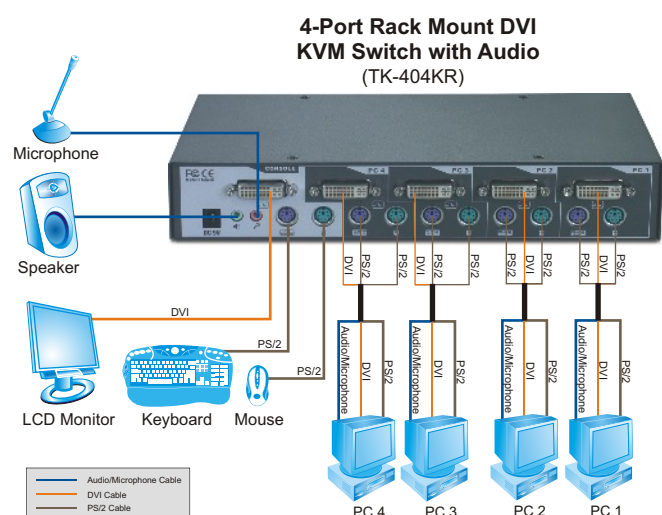 4-Port Rack Mount DVI
KVM Switch with Audio
(TK-404KR)
Microphone
Speaker
LCD Monitor
Keyboard
Mouse
FC CE
CONSOLE
PC 4
PC 3
PC 2
PC 1
DC 5V
DVI
PS/2
PS/2
DVI
PS/2
PS/2
DVI
PS/2
PS/2
PS/2
DVI
PS/2
PS/2
DVI
PS/2
Audio/Microphone
DVI
PS/2
Audio/Microphone
DVI
PS/2
Audio/Microphone
DVI
PS/2
Audio/Microphone
DVI
PS/2
PC 4
PC 3
PC 2
PC 1
Audio/Microphone Cable
DVI Cable
PS/2 Cable